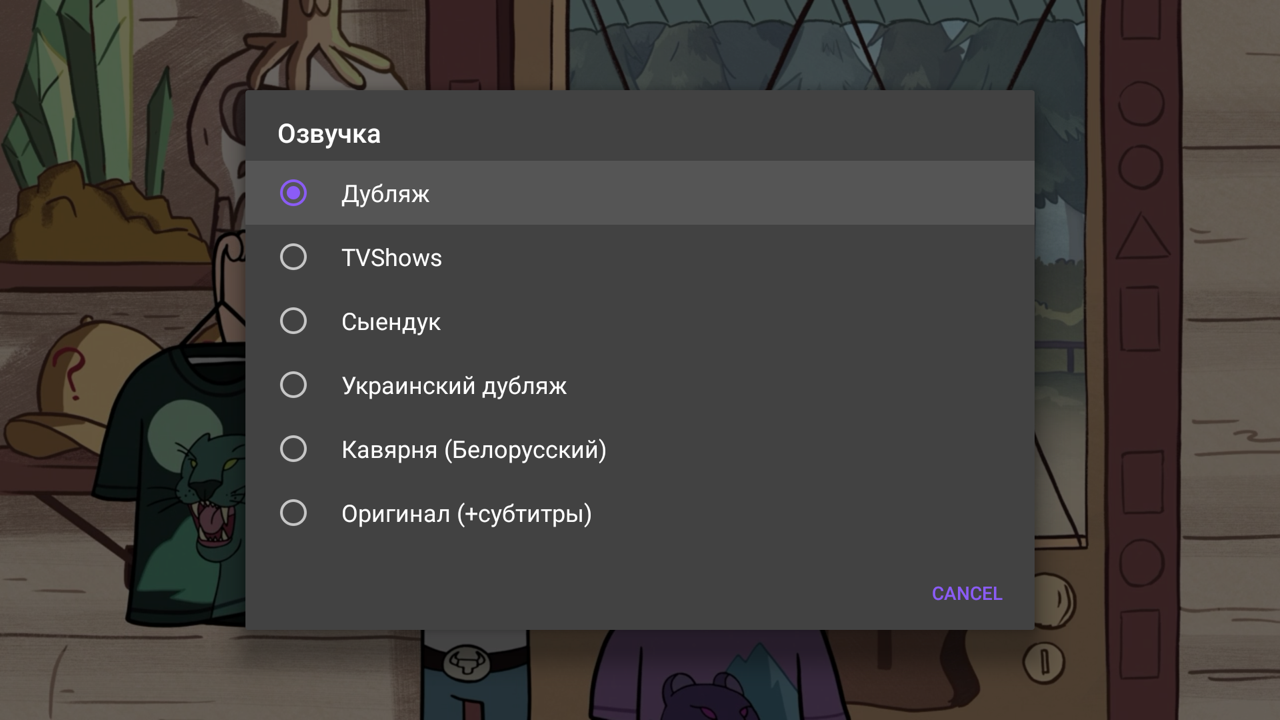 Озвучка
Дубляж
TVShows
Сыендук
Украинский дубляж
Кавярня (Белорусский)
Оригинал (+субтитры)
CANCEL
?